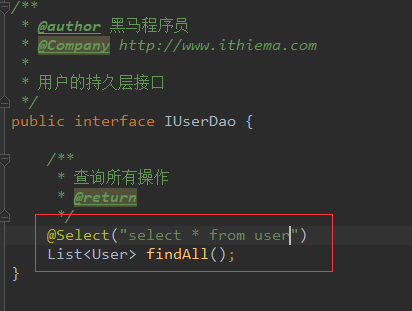 /**
 * @author 黑马程序员
 * @Company http://www.ithiema.com
 *
 * 用户的持久层接口
 */
public interface IUserDao {
/**
 * 查询所有操作
 * @return
 */
@Select("select * from user")
List<User> findAll();
}